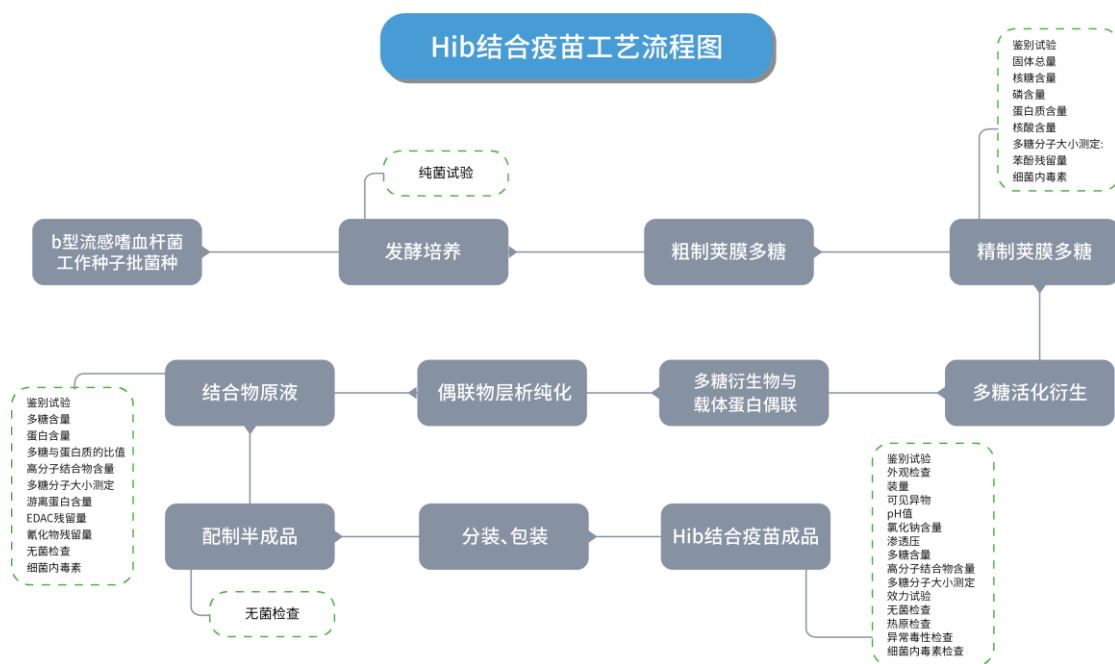 Hib结合疫苗工艺流程图
鉴别试验
固体总量
核糖含量
磷含量
蛋白质含量
核酸含量
多糖分子大小测定:
苯酚残留量
细菌内毒素
纯菌试验
b型流感嗜血杆菌
工作种子批菌种
发酵培养
粗制荚膜多糖
精制荚膜多糖
结合物原液
偶联物层析纯化
多糖衍生物与
载体蛋白偶联
多糖活化衍生
鉴别试验
多糖含量
蛋白含量
多糖与蛋白质的比值
高分子结合物含量
多糖分子大小测定
游离蛋白含量
EDAC残留量
氰化物残留量
无菌检查
细菌内毒素
配制半成品
分装、包装
Hib结合疫苗成品
鉴别试验
外观检查
装量
可见异物
pH值
氯化钠含量
渗透压
多糖含量
高分子结合物含量
多糖分子大小测定
效力试验
无菌检查
热原检查
异常毒性检查
细菌内毒素检查
无菌检查